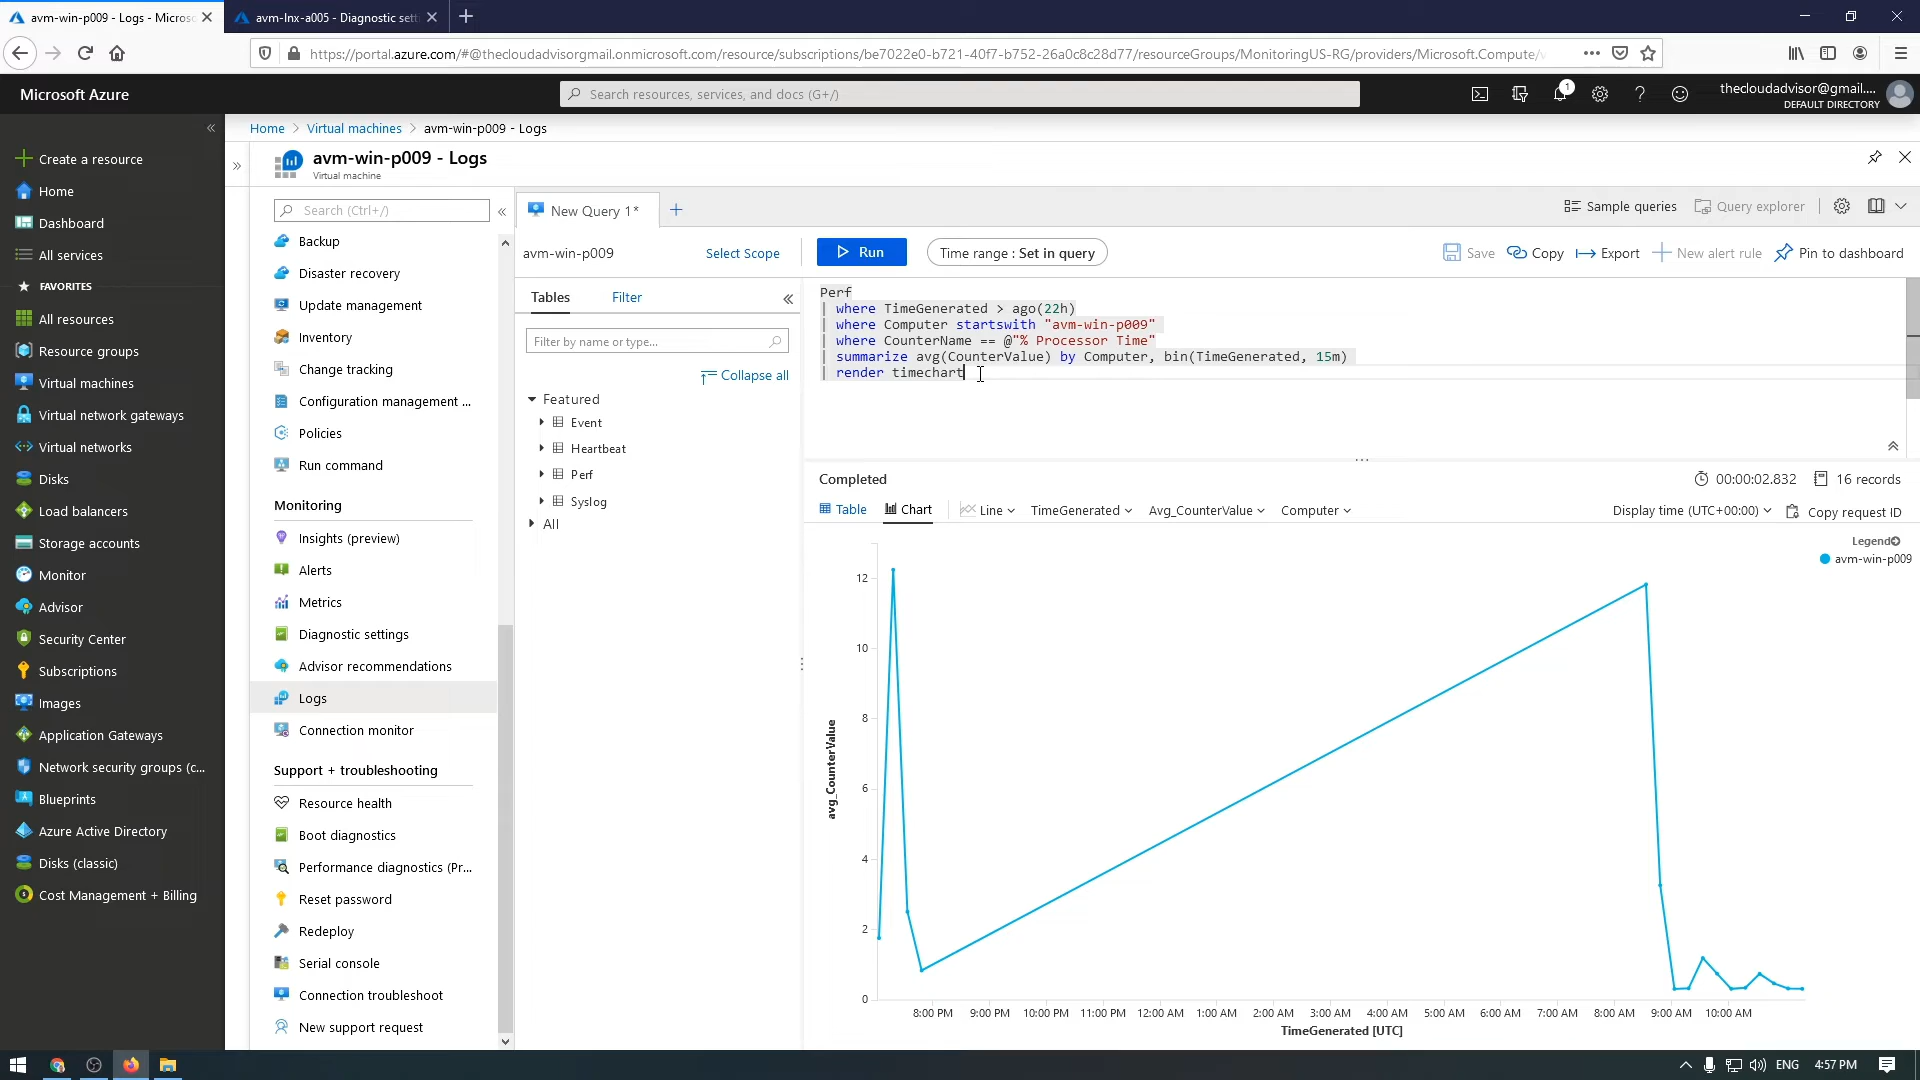 avm-win-p009 - Logs - Micros
avm-lnx-a005 - Diagnostic sett
https://portal.azure.com/#@thecloudadvisorgmail.onmicrosoft.com/resource/subscriptions/be7022e0-b721-40f7-b752-26a0c8c28d77/resourceGroups/MonitoringUS-RG/providers/Microsoft.Compute/
Microsoft Azure
Search resources, services, and docs (G+/)
1
thecloudadvisor@gmail....
DEFAULT DIRECTORY
Home > Virtual machines > avm-win-p009 - Logs
avm-win-p009 - Logs
Virtual machine
Create a resource
Home
Dashboard
All services
FAVORITES
All resources
Resource groups
Virtual machines
Virtual network gateways
Virtual networks
Disks
Load balancers
Storage accounts
Monitor
Advisor
Security Center
Subscriptions
Images
Application Gateways
Network security groups (c...
Blueprints
Azure Active Directory
Disks (classic)
Cost Management + Billing
Search (Ctrl+/)
Backup
Disaster recovery
Update management
Inventory
Change tracking
Configuration management ...
Policies
Run command
Monitoring
Insights (preview)
Alerts
Metrics
Diagnostic settings
Advisor recommendations
Logs
Connection monitor
Support + troubleshooting
Resource health
Boot diagnostics
Performance diagnostics (Pr...
Reset password
Redeploy
Serial console
Connection troubleshoot
New support request
New Query 1*
Sample queries
Query explorer
avm-win-p009
Select Scope
Run
Time range : Set in query
Save
Copy
Export
New alert rule
Pin to dashboard
Tables
Filter
Filter by name or type...
Collapse all
Featured
Event
Heartbeat
Perf
Syslog
All
Perf
| where TimeGenerated > ago(22h)
| where Computer startswith "avm-win-p009"
| where CounterName == @"% Processor Time"
| summarize avg(CounterValue) by Computer, bin(TimeGenerated, 15m)
| render timechart
Completed
00:00:02.832
16 records
Table
Chart
Line
TimeGenerated
Avg_CounterValue
Computer
Display time (UTC+00:00)
Copy request ID
Legend
avm-win-p009
12
10
8
6
4
2
0
avg_CounterValue
8:00 PM 9:00 PM 10:00 PM 11:00 PM 12:00 AM 1:00 AM 2:00 AM 3:00 AM 4:00 AM 5:00 AM 6:00 AM 7:00 AM 8:00 AM 9:00 AM 10:00 AM
TimeGenerated [UTC]
ENG
4:57 PM